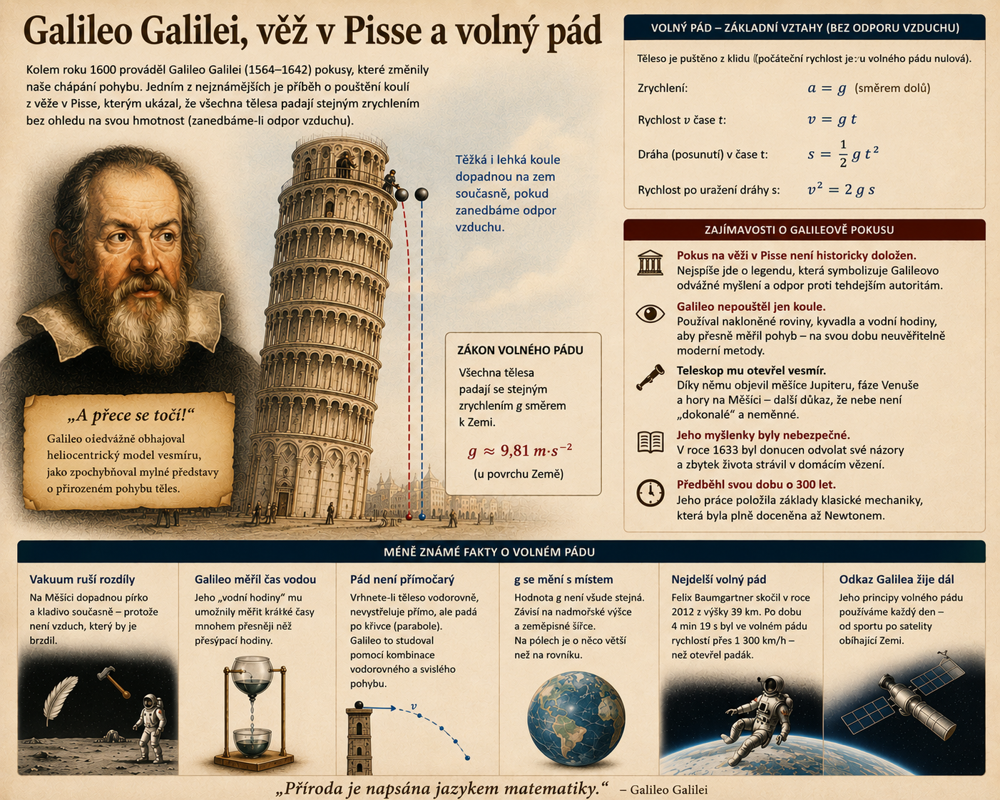 Galileo Galilei, věž v Pisse a volný pád
Kolem roku 1600 prováděl Galileo Galilei (1564–1642) pokusy, které změnily
naše chápání pohybu. Jedním z nejznámějších je příběh o pouštění koulí
z věže v Pisse, kterým ukázal, že všechna tělesa padají stejným zrychlením
bez ohledu na svou hmotnost (zanedbáme-li odpor vzduchu).
Těžká i lehká koule
dopadnou na zem
současně, pokud
zanedbáme odpor
vzduchu.
ZÁKON VOLNÉHO PÁDU
Všechna tělesa
padají se stejným
zrychlením g směrem
k Zemi.
g ≈ 9,81 m·s⁻²
(u povrchu Země)
„A přece se točí!“
Galileo oıedvážně obhajoval
heliocentrický model vesmíru,
jako zpochybňoval mylné představy
o přirozeném pohybu těles.
VOLNÝ PÁD – ZÁKLADNÍ VZTAHY (BEZ ODPORU VZDUCHU)
Těleso je puštěno z klidu (počáteční rychlost je u volného pádu nulová).
Zrychlení: a = g (směrem dolů)
Rychlost v čase t: v = g t
Dráha (posunutí) v čase t: s = 1/2 g t²
Rychlost po uražení dráhy s: v² = 2 g s
ZAJÍMAVOSTI O GALILEOVĚ POKUSU
Pokus na věži v Pisse není historicky doložen.
Nejspíše jde o legendu, která symbolizuje Galileovo
odvážné myšlení a odpor proti tehdejším autoritám.
Galileo nepouštěl jen koule.
Používal nakloněné roviny, kyvadla a vodní hodiny,
aby přesně měřil pohyb – na svou dobu neuvěřitelně
moderní metody.
Teleskop mu otevřel vesmír.
Díky němu objevil měsíce Jupiteru, fáze Venuše
a hory na Měsíci – další důkaz, že nebe není
„dokonalé“ a neměnné.
Jeho myšlenky byly nebezpečné.
V roce 1633 byl donucen odvolat své názory
a zbytek života strávil v domácím vězení.
Předběhl svou dobu o 300 let.
Jeho práce položila základy klasické mechaniky,
která byla plně doceněna až Newtonem.
MÉNĚ ZNÁMÉ FAKTY O VOLNÉM PÁDU
Vakuum ruší rozdíly
Na Měsíci dopadnou pírko
a kladivo současně – protože
není vzduch, který by je
brzdil.
Galileo měřil čas vodou
Jeho „vodní hodiny“ mu
umožnily měřit krátké časy
mnohem přesněji než
přesýpací hodiny.
Pád není přímočarý
Vrhnete-li těleso vodorovně,
nevystřeluje přímo, ale padá
po křivce (parabole).
Galileo to studoval
pomocí kombinace
vodorovného a svislého
pohybu.
v
g se mění s místem
Hodnota g není všude stejná.
Závisí na nadmořské výšce
a zeměpisné šířce.
Na pólech je o něco větší
než na rovníku.
Nejdelší volný pád
Felix Baumgartner skočil v roce
2012 z výšky 39 km. Po dobu
4 min 19 s byl ve volném pádu
rychlostí přes 1 300 km/h –
než otevřel padák.
Odkaz Galilea žije dál
Jeho principy volného pádu
používáme každý den –
od sportu po satelity
obíhající Zemi.
„Příroda je napsána jazykem matematiky.“ – Galileo Galilei